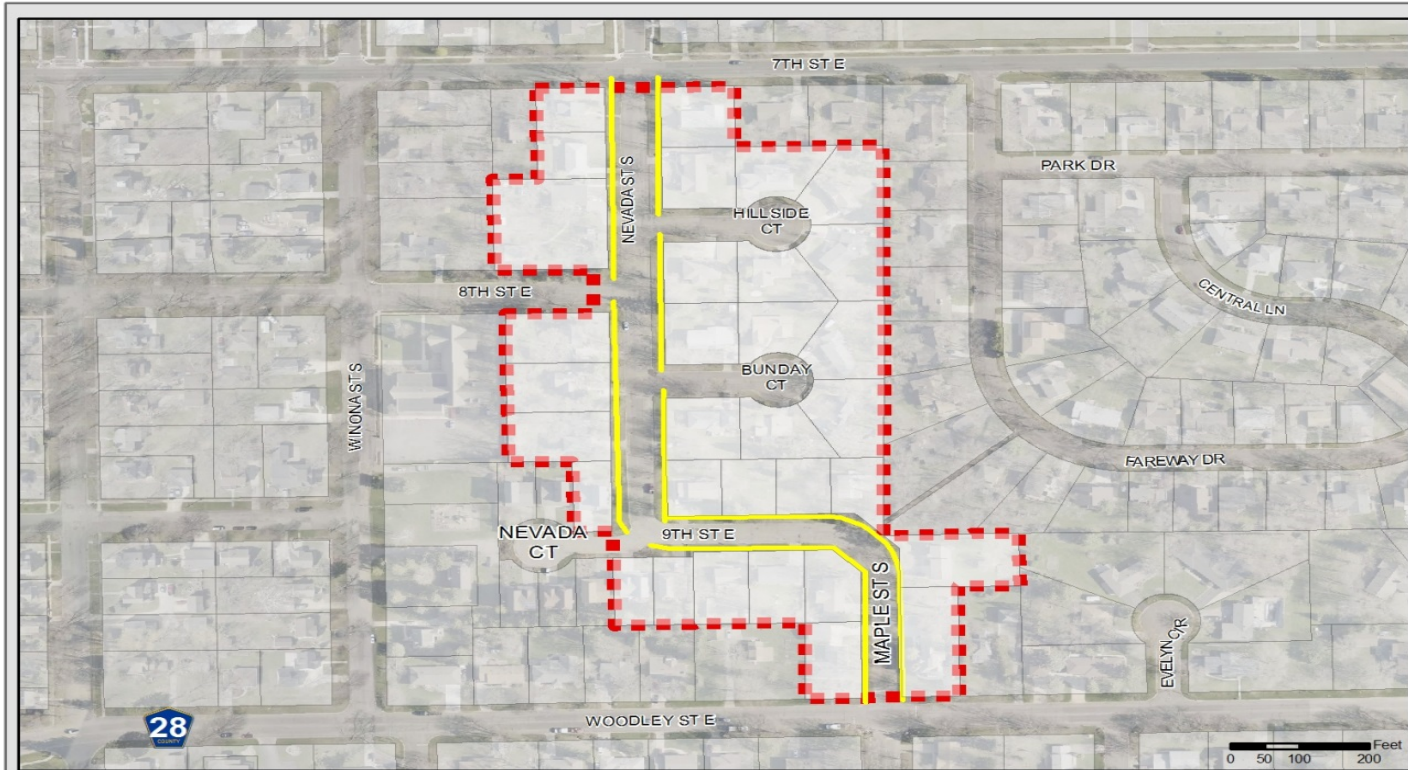 7TH ST E
PARK DR
NEVADA ST S
HILLSIDE
CT
8TH ST E
CENTRAL LN
BUNDAY
CT
WINONA ST S
FAREWAY DR
NEVADA
CT
9TH ST E
MAPLE ST S
EVELYN CIR
28
COUNTY
WOODLEY ST E
Feet
0 50 100 200